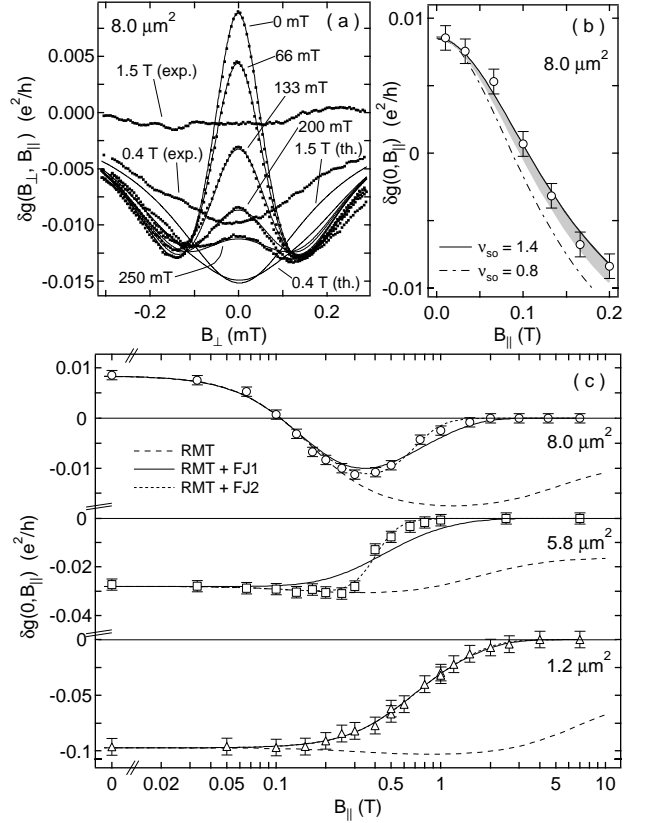 ( a )
8.0 μm²
0 mT
66 mT
1.5 T (exp.)
133 mT
200 mT
0.4 T (exp.)
1.5 T (th.)
250 mT
0.4 T (th.)
0.005
0.000
-0.005
-0.010
-0.015
δg(B⊥, B||) (e²/h)
-0.2
0.0
0.2
B⊥ (mT)
( b )
8.0 μm²
0.01
0
-0.01
δg(0,B||) (e²/h)
νso = 1.4
νso = 0.8
0.0
0.1
0.2
B|| (T)
( c )
0.01
0
-0.01
8.0 μm²
RMT
RMT + FJ1
RMT + FJ2
0
-0.02
-0.04
5.8 μm²
0
-0.05
-0.1
1.2 μm²
δg(0,B||) (e²/h)
0
0.02
0.05
0.1
0.2
0.5
1
2
5
10
B|| (T)